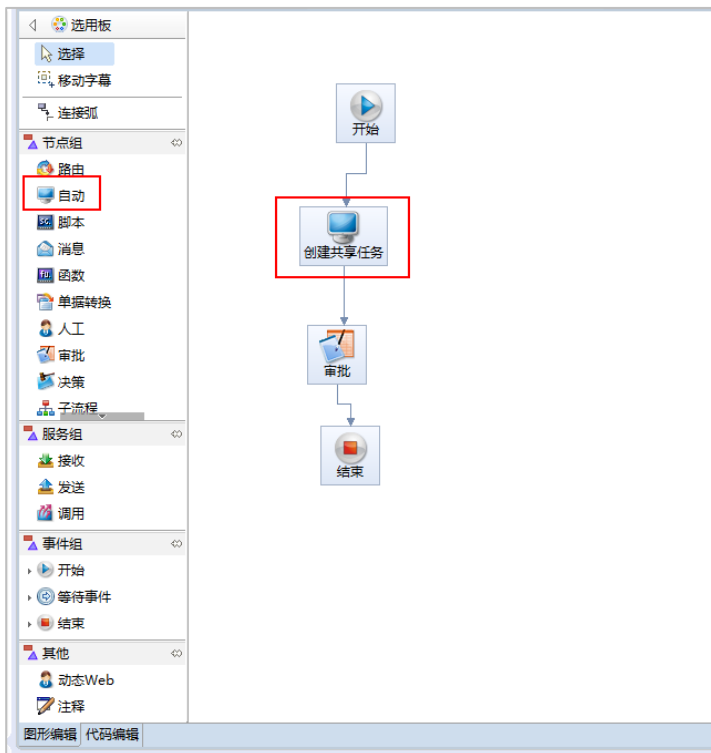 选用板
选择
移动字幕
连接弧
节点组
路由
自动
脚本
消息
函数
单据转换
人工
审批
决策
子流程
服务组
接收
发送
调用
事件组
开始
等待事件
结束
其他
动态Web
注释
图形编辑 代码编辑
开始
创建共享任务
审批
结束